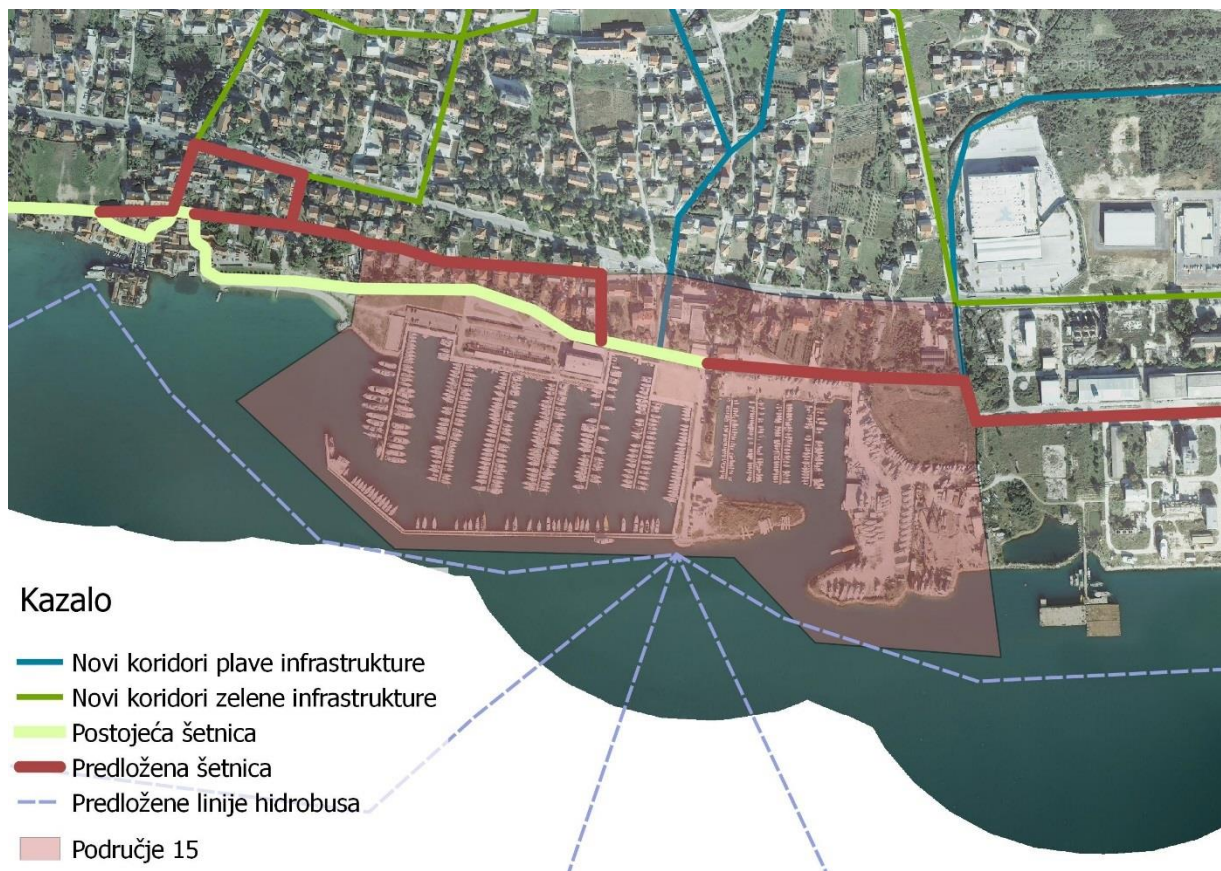 Kazalo
Novi koridori plave infrastrukture
Novi koridori zelene infrastrukture
Postojeća šetnica
Predložena šetnica
Predložene linije hidrobusa
Područje 15